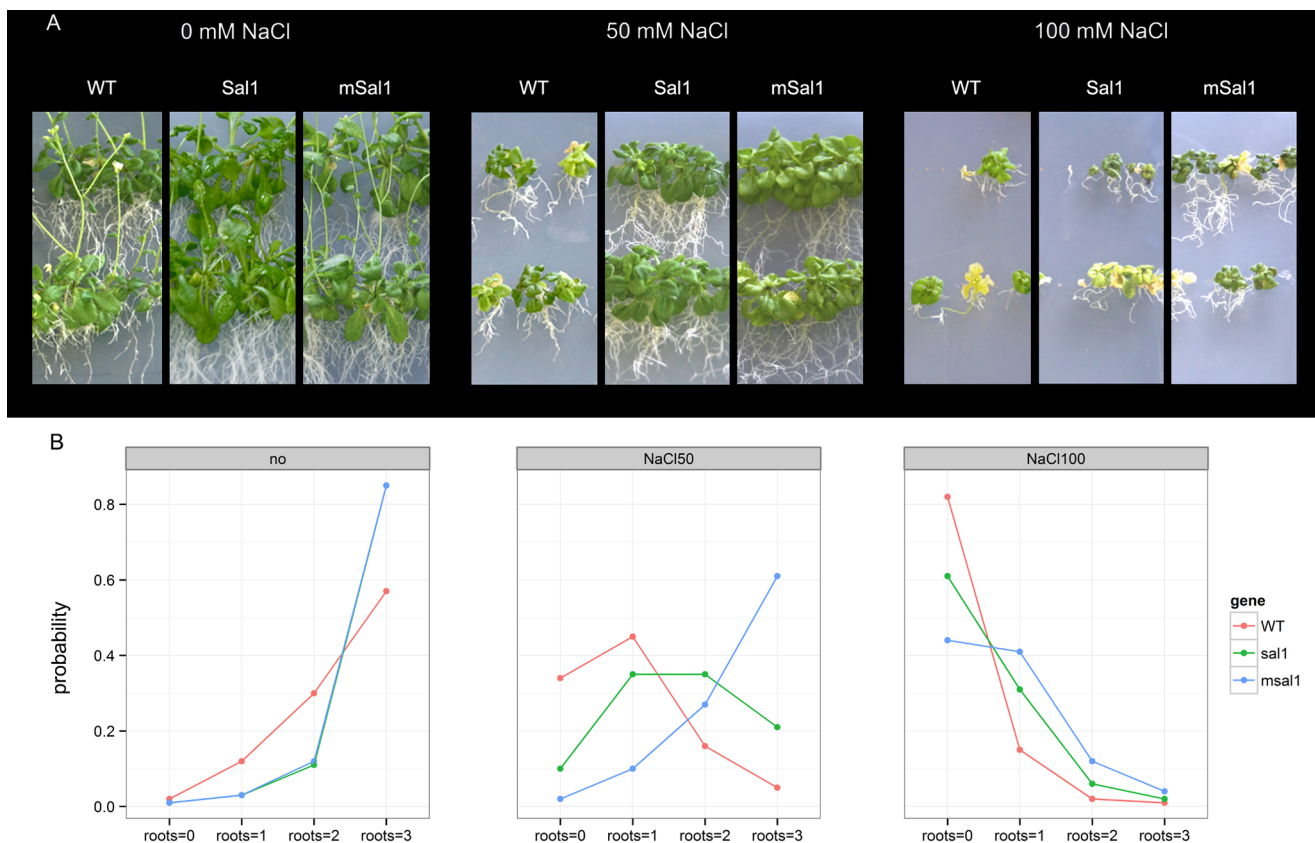 A
0 mM NaCl 50 mM NaCl 100 mM NaCl
WT Sal1 mSal1 WT Sal1 mSal1 WT Sal1 mSal1
B
no NaCl50 NaCl100
0.8
0.6
0.4
0.2
0.0
probability
roots=0 roots=1 roots=2 roots=3 roots=0 roots=1 roots=2 roots=3 roots=0 roots=1 roots=2 roots=3
gene
WT
sal1
msal1